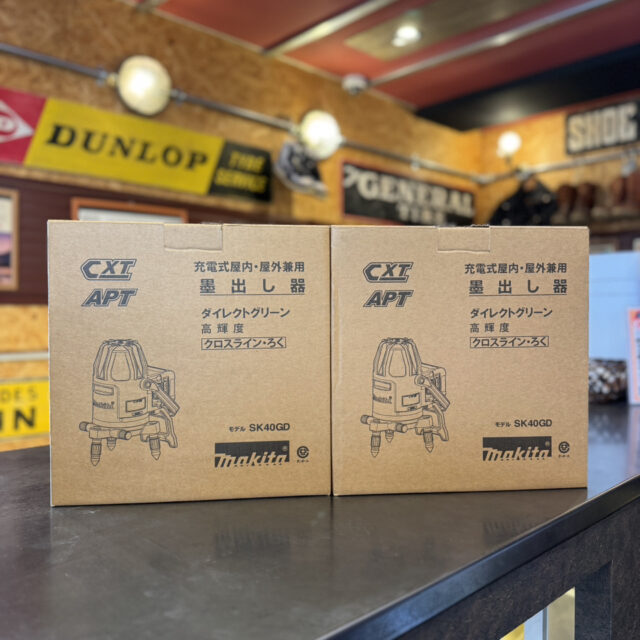 DUNLOP
TIRE
SERVICE
GENERAL
TIRE
SHOC
CXT
APT
充電式屋内・屋外兼用
墨出し器
ダイレクトグリーン
高輝度
クロスライン・ろく
モデル SK40GD
makita
CXT
APT
充電式屋内・屋外兼用
墨出し器
ダイレクトグリーン
高輝度
クロスライン・ろく
モデル SK40GD
makita